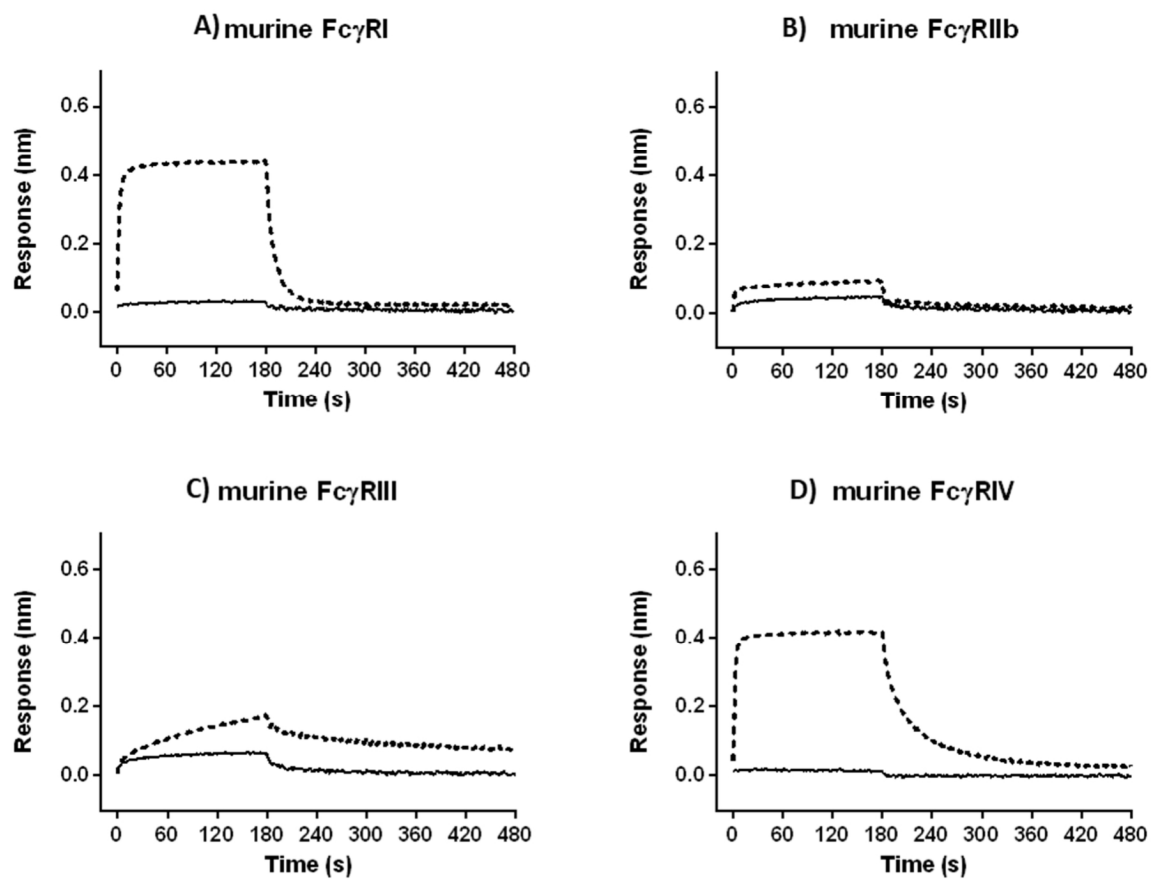 A) murine FcγRI
Response (nm)
0.6
0.4
0.2
0.0
0 60 120 180 240 300 360 420 480
Time (s)
B) murine FcγRIIb
Response (nm)
0.6
0.4
0.2
0.0
0 60 120 180 240 300 360 420 480
Time (s)
C) murine FcγRIII
Response (nm)
0.6
0.4
0.2
0.0
0 60 120 180 240 300 360 420 480
Time (s)
D) murine FcγRIV
Response (nm)
0.6
0.4
0.2
0.0
0 60 120 180 240 300 360 420 480
Time (s)